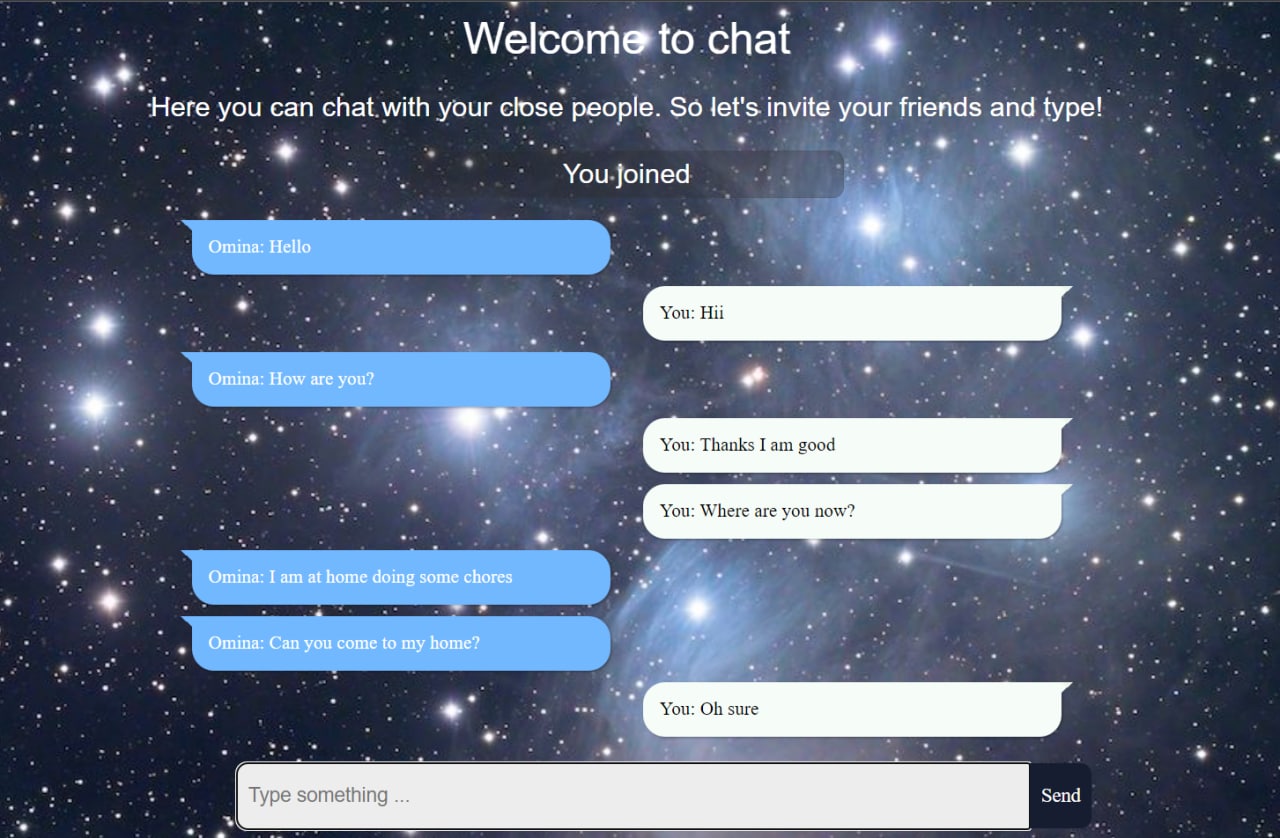 Welcome to chat
Here you can chat with your close people. So let's invite your friends and type!
You joined
Omina: Hello
You: Hii
Omina: How are you?
You: Thanks I am good
You: Where are you now?
Omina: I am at home doing some chores
Omina: Can you come to my home?
You: Oh sure
Type something ...
Send